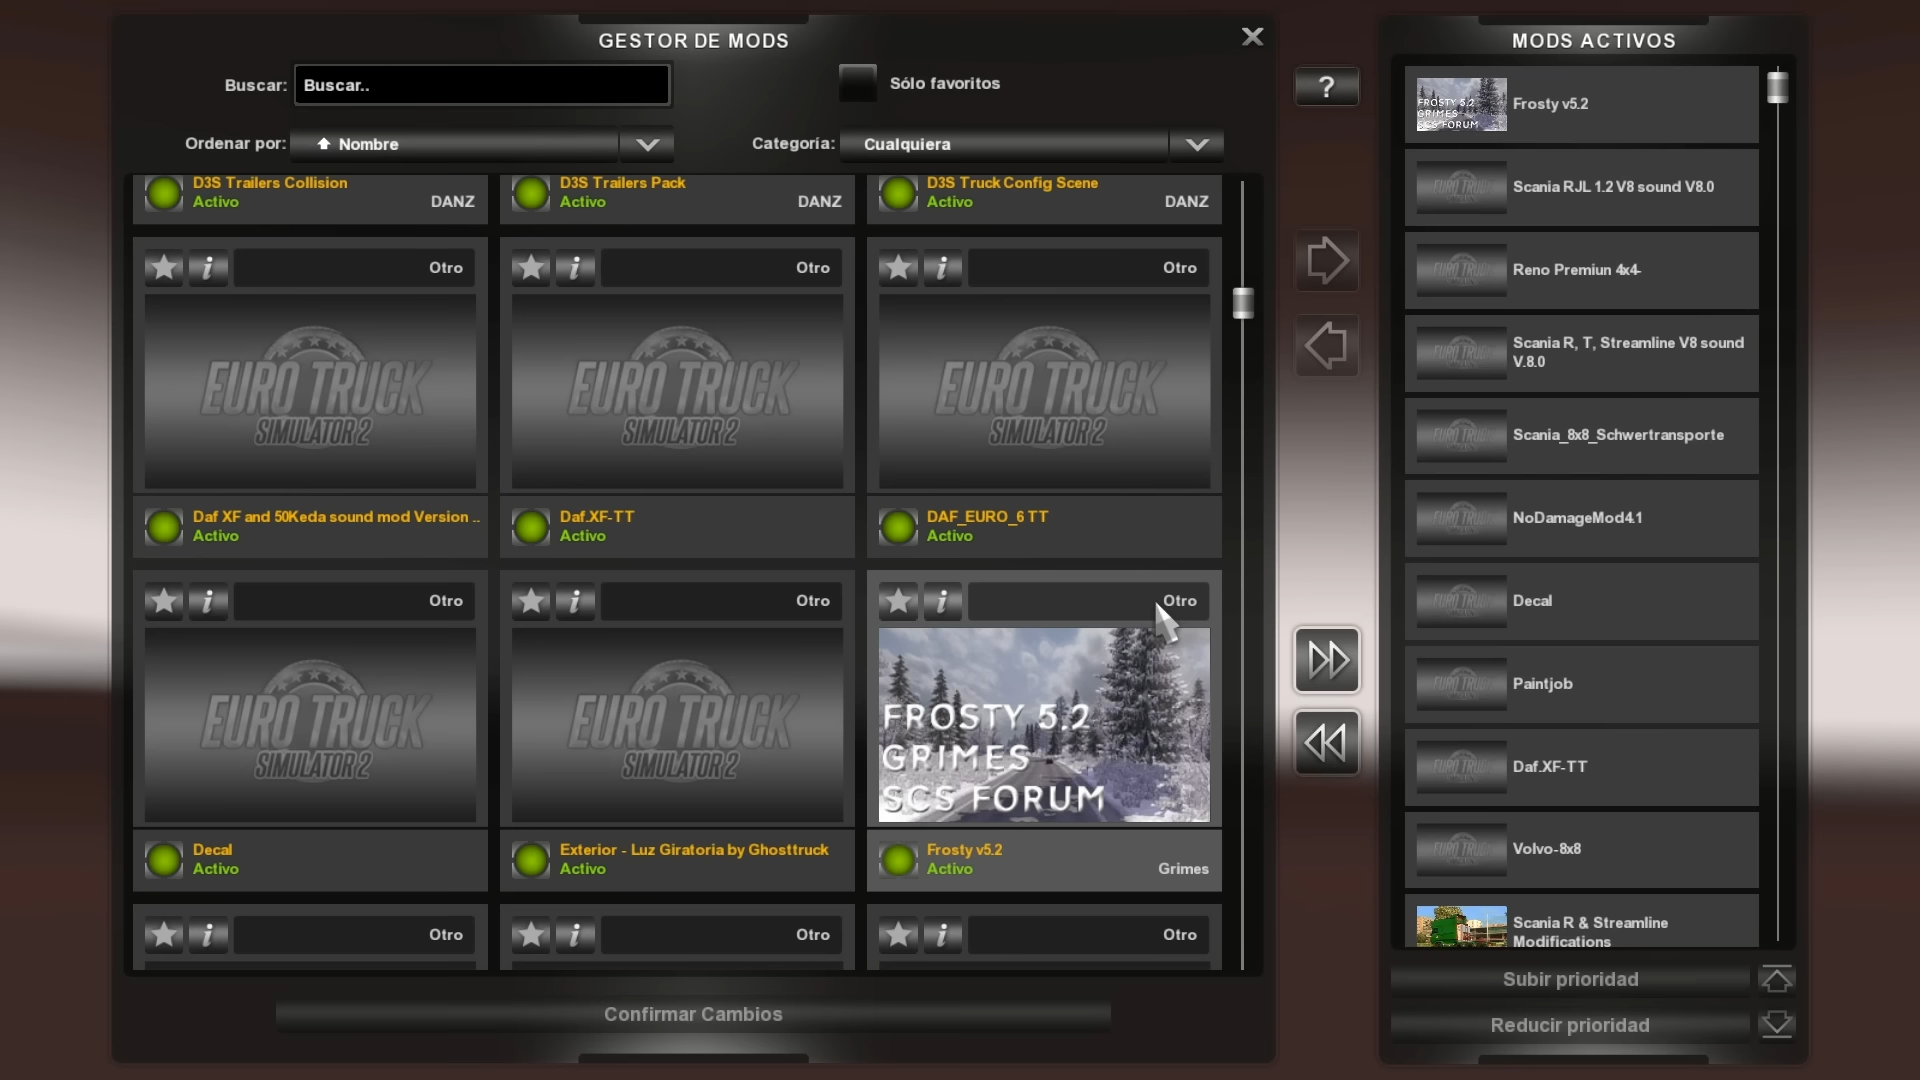 GESTOR DE MODS
Buscar: Buscar..
Sólo favoritos
Ordenar por: Nombre
Categoría: Cualquiera
D3S Trailers Collision
Activo DANZ
D3S Trailers Pack
Activo DANZ
D3S Truck Config Scene
Activo DANZ
Otro
EURO TRUCK
SIMULATOR 2
Daf XF and 50Keda sound mod Version ..
Activo
Otro
EURO TRUCK
SIMULATOR 2
Daf.XF-TT
Activo
Otro
EURO TRUCK
SIMULATOR 2
DAF_EURO_6 TT
Activo
Otro
EURO TRUCK
SIMULATOR 2
Decal
Activo
Otro
EURO TRUCK
SIMULATOR 2
Exterior - Luz Giratoria by Ghosttruck
Activo
Otro
FROSTY 5.2
GRIMES
SCS FORUM
Frosty v5.2
Activo Grimes
Otro
Otro
Otro
Confirmar Cambios
?
MODS ACTIVOS
FROSTY 5.2
GRIMES
SCS FORUM
Frosty v5.2
Scania RJL 1.2 V8 sound V8.0
Reno Premiun 4x4-
Scania R, T, Streamline V8 sound
V.8.0
Scania_8x8_Schwertransporte
NoDamageMod4.1
Decal
Paintjob
Daf.XF-TT
Volvo-8x8
Scania R & Streamline
Modifications
Subir prioridad
Reducir prioridad